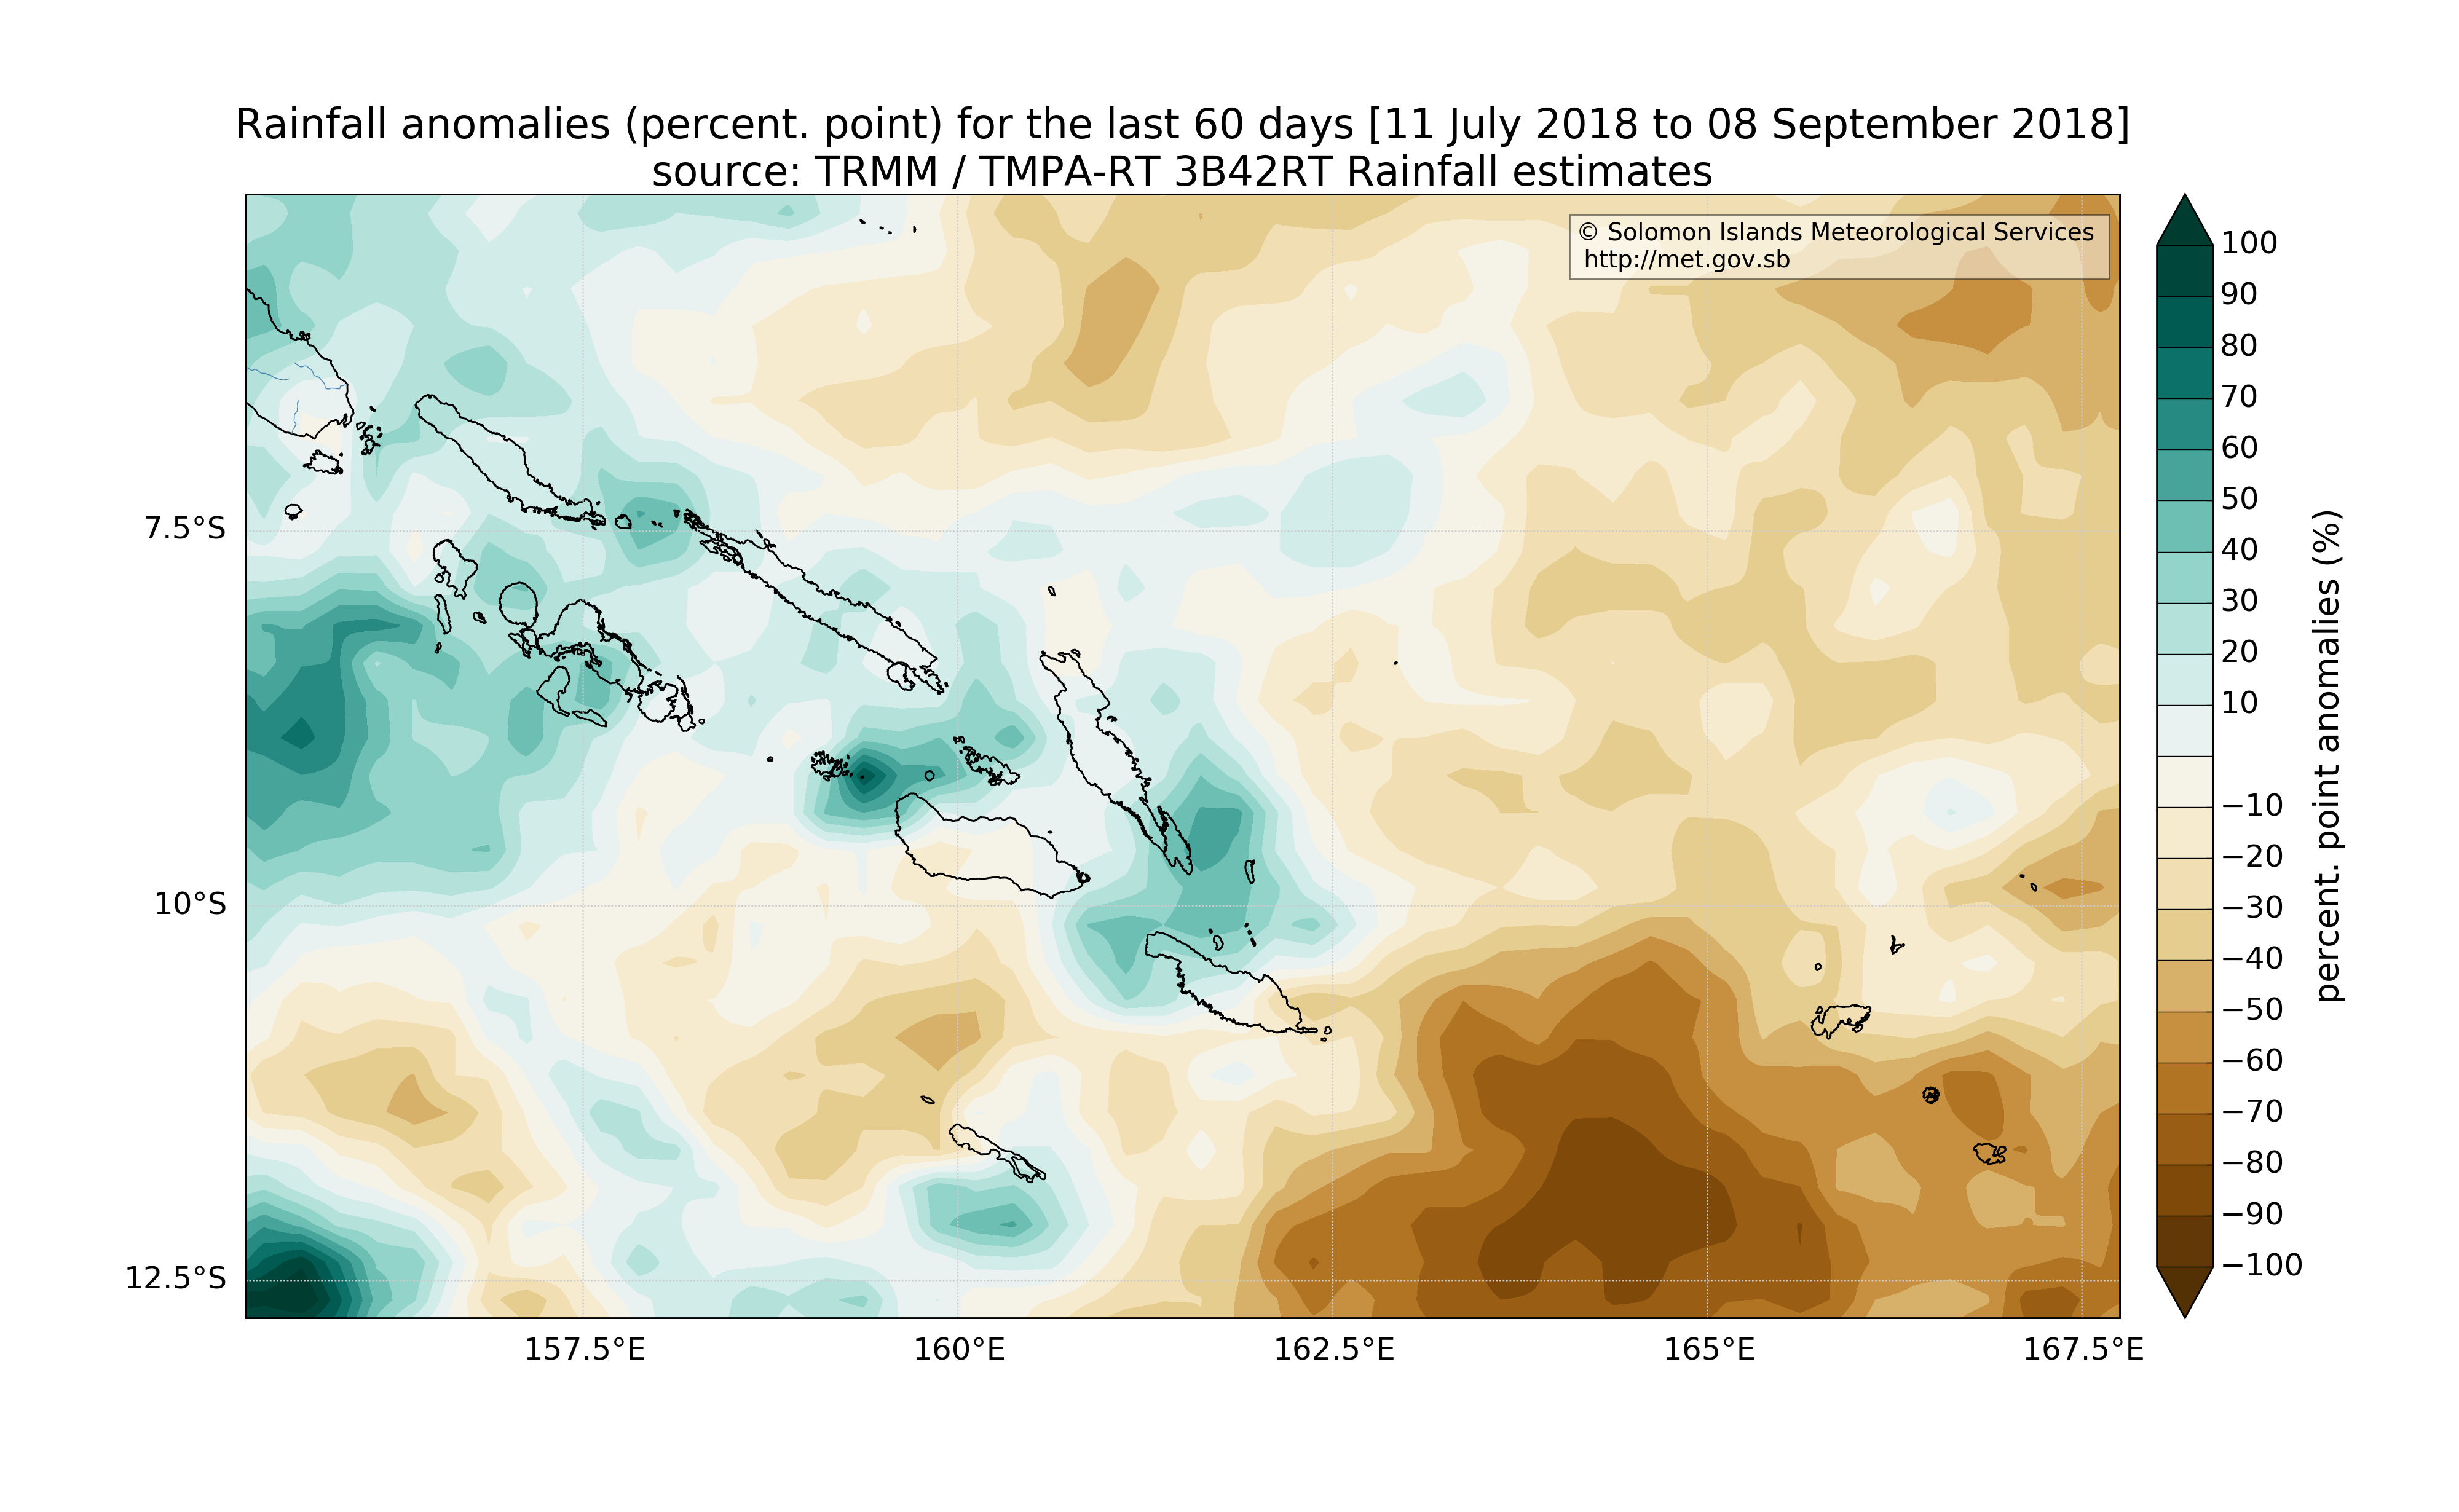 Rainfall anomalies (percent. point) for the last 60 days [11 July 2018 to 08 September 2018]
source: TRMM / TMPA-RT 3B42RT Rainfall estimates
© Solomon Islands Meteorological Services
http://met.gov.sb
7.5°S
10°S
12.5°S
157.5°E
160°E
162.5°E
165°E
167.5°E
100
90
80
70
60
50
40
30
20
10
−10
−20
−30
−40
−50
−60
−70
−80
−90
−100
percent. point anomalies (%)